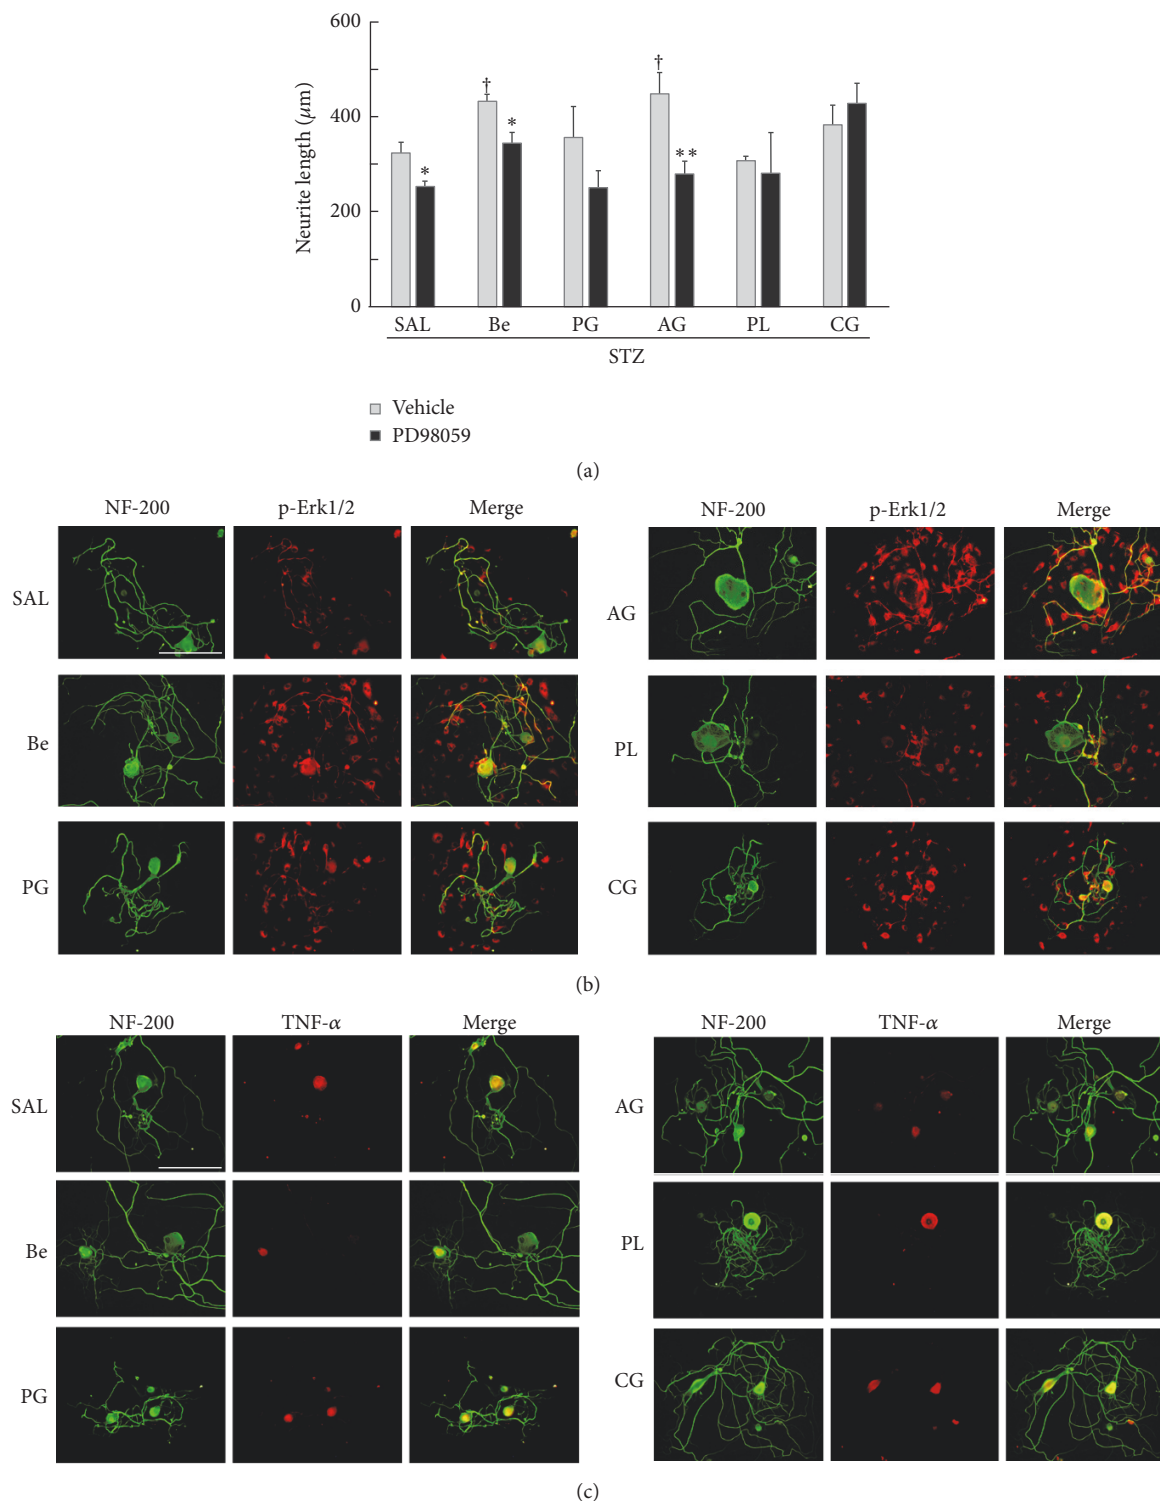 600
400
200
0
Neurite length (μm)
†
*
*
†
**
SAL Be PG AG PL CG
STZ
Vehicle
PD98059
(a)
NF-200 p-Erk1/2 Merge
SAL
Be
PG
NF-200 p-Erk1/2 Merge
AG
PL
CG
(b)
NF-200 TNF-α Merge
SAL
Be
PG
NF-200 TNF-α Merge
AG
PL
CG
(c)